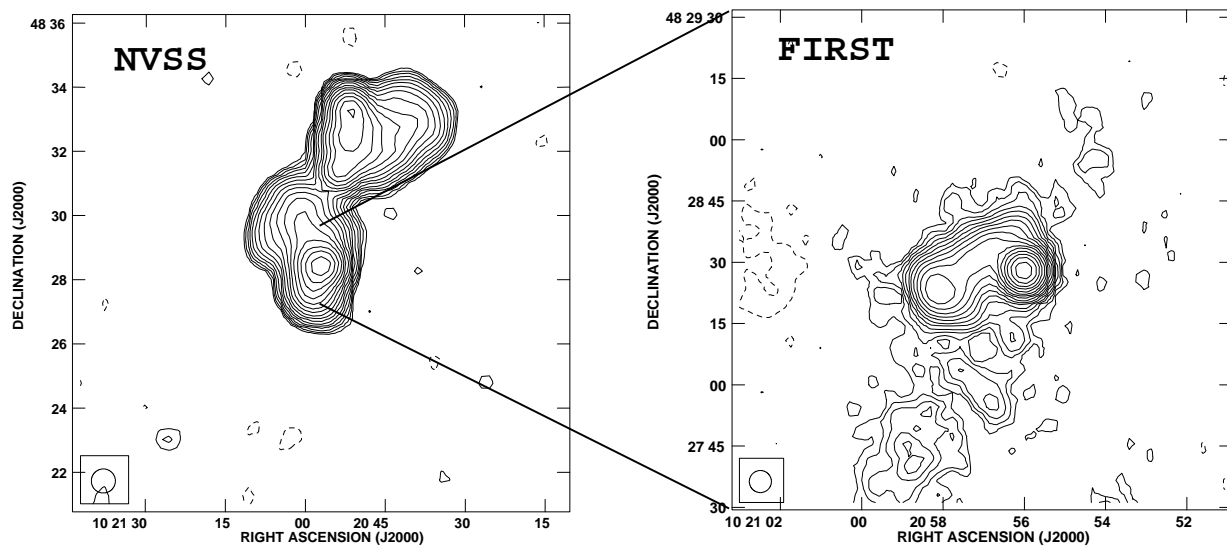 NVSS
48 36
34
32
30
28
26
24
22
DECLINATION (J2000)
10 21 30
15
00
20 45
30
15
RIGHT ASCENSION (J2000)
FIRST
48 29 30
15
00
28 45
30
15
00
27 45
30
DECLINATION (J2000)
10 21 02
00
20 58
56
54
52
RIGHT ASCENSION (J2000)